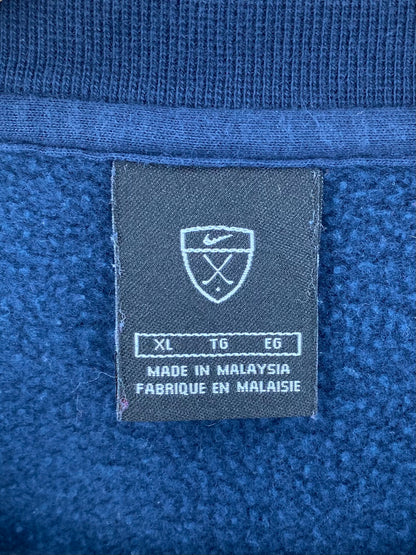 XL TG EG
MADE IN MALAYSIA
FABRIQUE EN MALAISIE